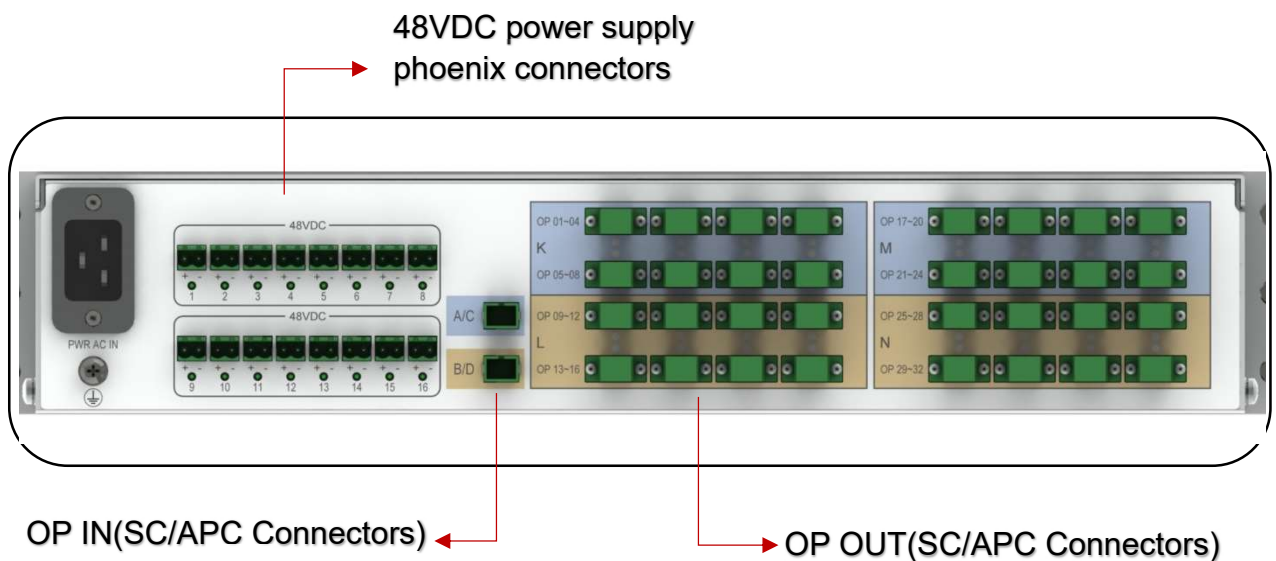 48VDC power supply
phoenix connectors
48VDC
+ - + - + - + - + - + - + - + -
1 2 3 4 5 6 7 8
48VDC
+ - + - + - + - + - + - + - + -
9 10 11 12 13 14 15 16
PWR AC IN
A/C
B/D
OP 01~04
K
OP 05~08
OP 09~12
L
OP 13~16
OP 17~20
M
OP 21~24
OP 25~28
N
OP 29~32
OP IN(SC/APC Connectors)
OP OUT(SC/APC Connectors)